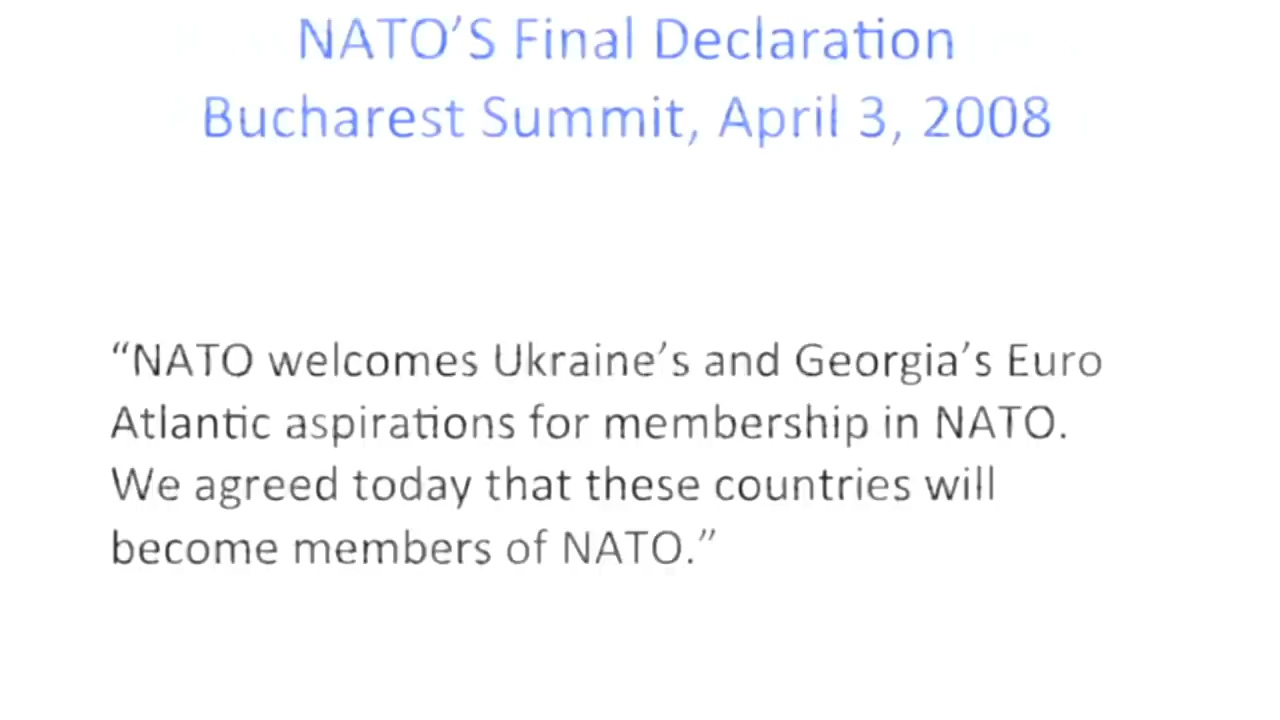 NATO’S Final Declaration
Bucharest Summit, April 3, 2008
“NATO welcomes Ukraine’s and Georgia’s Euro
Atlantic aspirations for membership in NATO.
We agreed today that these countries will
become members of NATO.”